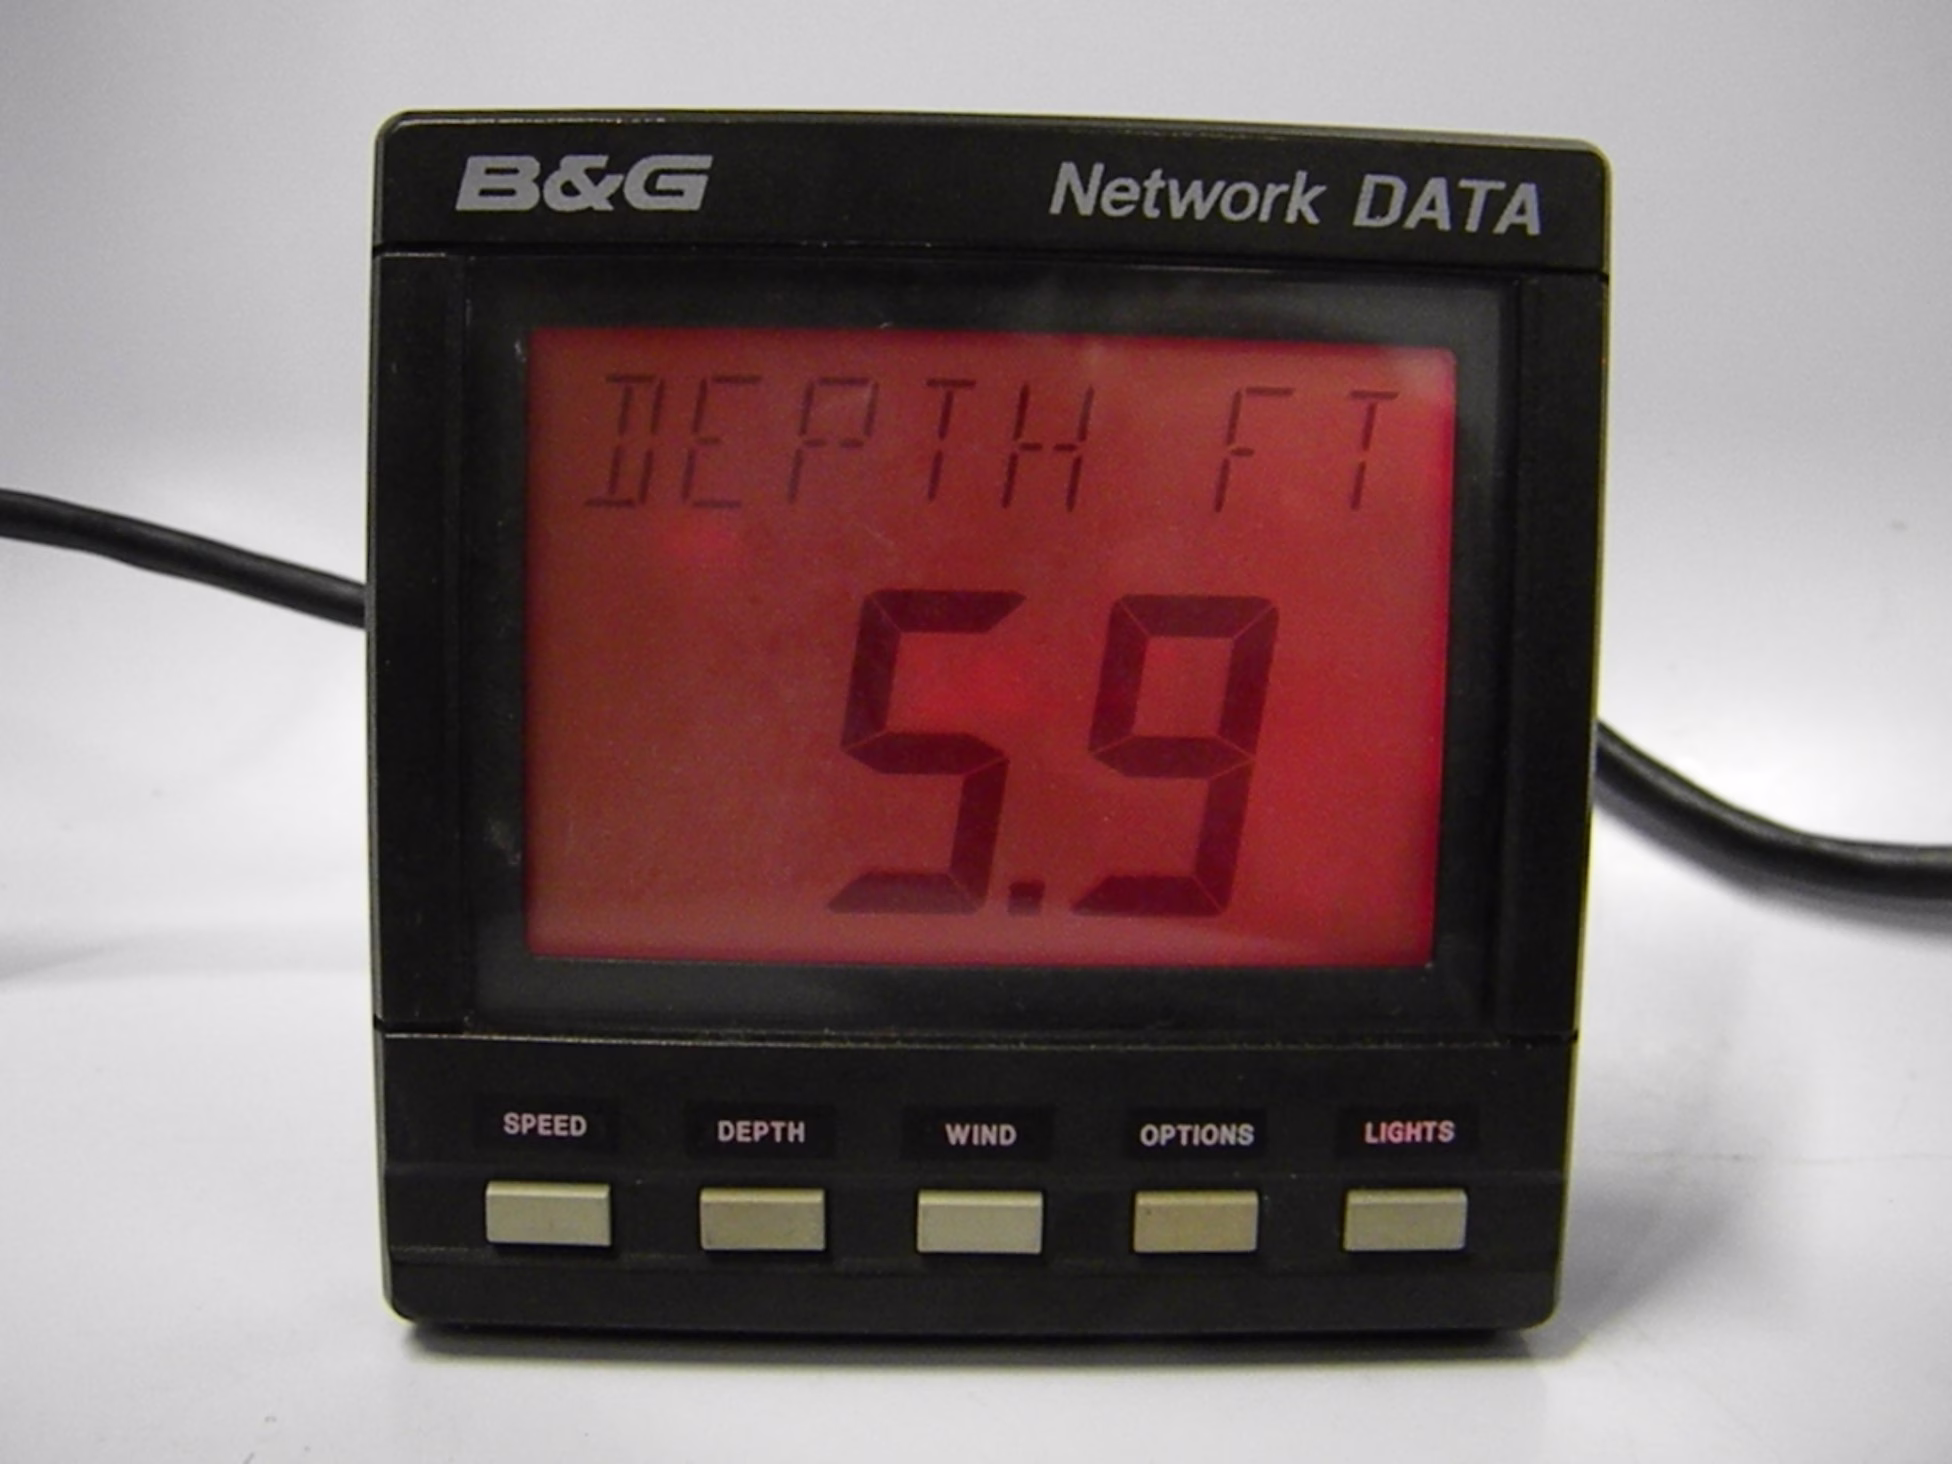 B&G Network DATA
DEPTH FT
5.9
SPEED DEPTH WIND OPTIONS LIGHTS